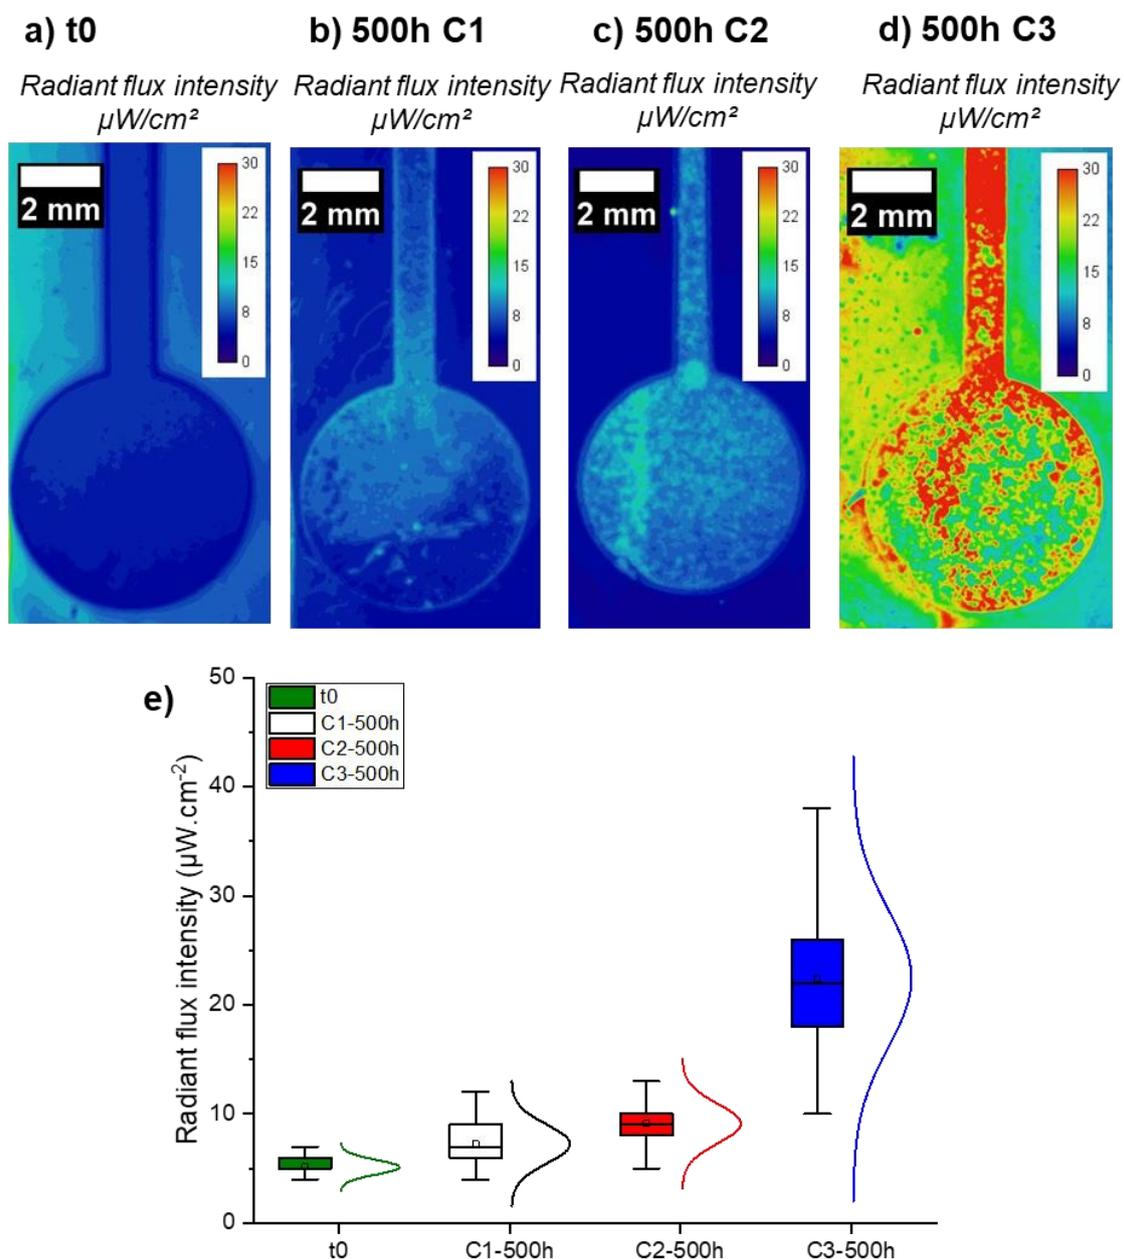 a) t0
b) 500h C1
c) 500h C2
d) 500h C3
Radiant flux intensity
µW/cm²
Radiant flux intensity
µW/cm²
Radiant flux intensity
µW/cm²
Radiant flux intensity
µW/cm²
2 mm
30
22
15
8
0
2 mm
30
22
15
8
0
2 mm
30
22
15
8
0
2 mm
30
22
15
8
0
e)
Radiant flux intensity (µW.cm⁻²)
50
40
30
20
10
0
t0
C1-500h
C2-500h
C3-500h
t0
C1-500h
C2-500h
C3-500h